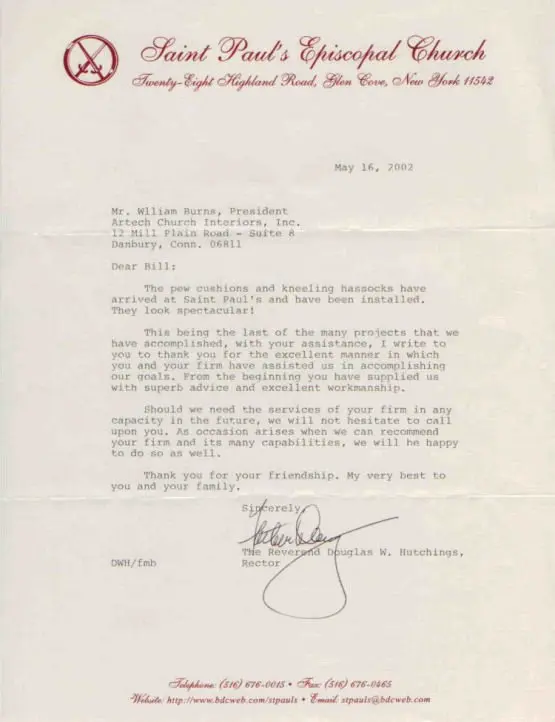 Saint Paul's Episcopal Church
Twenty-Eight Highland Road, Glen Cove, New York 11542
May 16, 2002
Mr. Wlliam Burns, President
Artech Church Interiors, Inc.
12 Mill Plain Road - Suite 8
Danbury, Conn. 06811
Dear Bill:
The pew cushions and kneeling hassocks have
arrived at Saint Paul's and have been installed.
They look spectacular!
This being the last of the many projects that we
have accomplished, with your assistance, I write to
you to thank you for the excellent manner in which
you and your firm have assisted us in accomplishing
our goals. From the beginning you have supplied us
with superb advice and excellent workmanship.
Should we need the services of your firm in any
capacity in the future, we will not hesitate to call
upon you. As occasion arises when we can recommend
your firm and its many capabilities, we will he happy
to do so as well.
Thank you for your friendship. My very best to
you and your family.
Sincerely,
The Reverend Douglas W. Hutchings,
DWH/fmb Rector
Telephone: (516) 676-0015 • Fax: (516) 676-0465
Website: http://www.bdcweb.com/stpauls • Email: stpauls@bdcweb.com